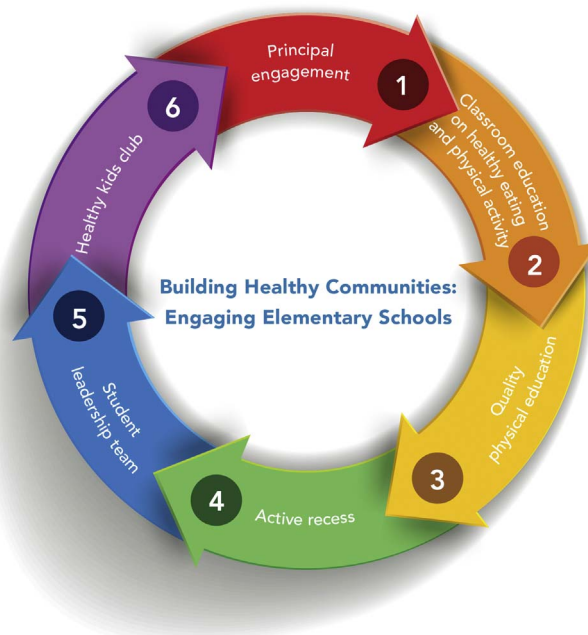 Principal
engagement
1
Classroom education
on healthy eating
and physical activity
2
Quality
physical education
3
Active recess
4
Student
leadership team
5
Healthy kids club
6
Building Healthy Communities:
Engaging Elementary Schools